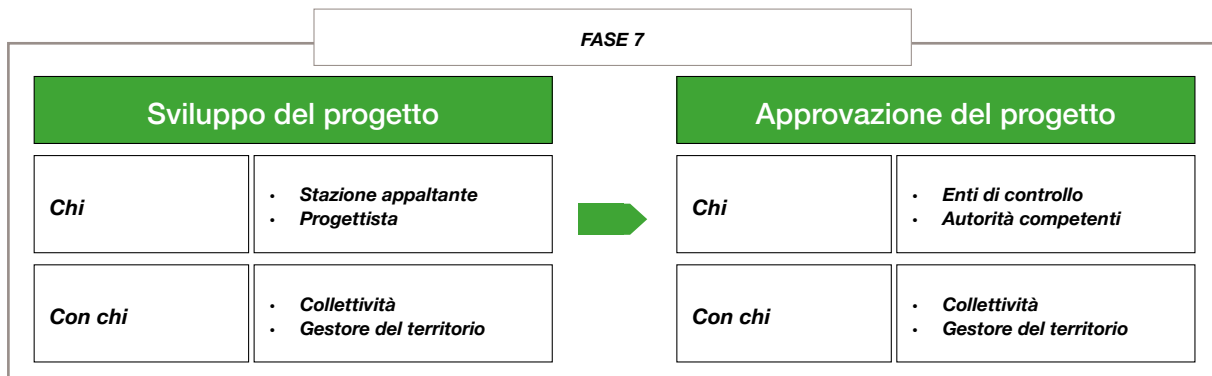 FASE 7
Sviluppo del progetto
Chi
• Stazione appaltante
• Progettista
Con chi
• Collettività
• Gestore del territorio
Approvazione del progetto
Chi
• Enti di controllo
• Autorità competenti
Con chi
• Collettività
• Gestore del territorio